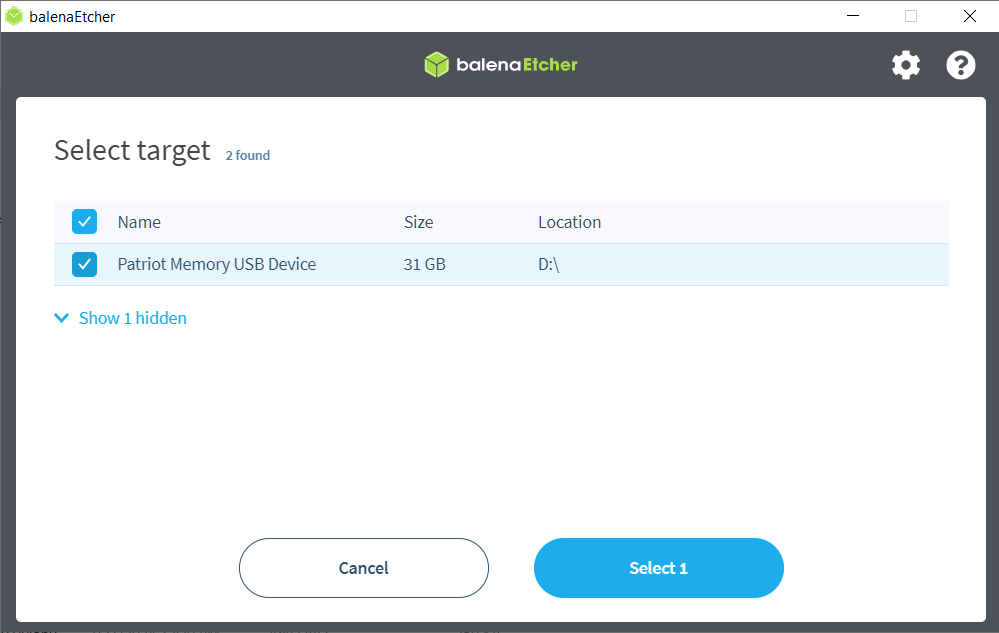 balenaEtcher
balenaEtcher
Select target 2 found
Name Size Location
Patriot Memory USB Device 31 GB D:\
Show 1 hidden
Cancel Select 1